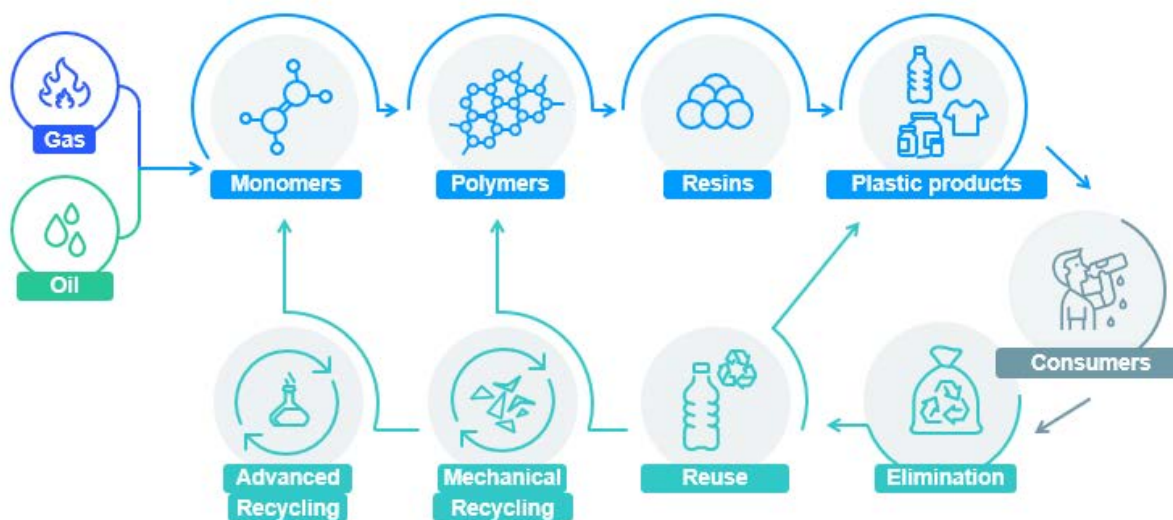 Gas
Oil
Monomers
Polymers
Resins
Plastic products
Consumers
Advanced
Recycling
Mechanical
Recycling
Reuse
Elimination